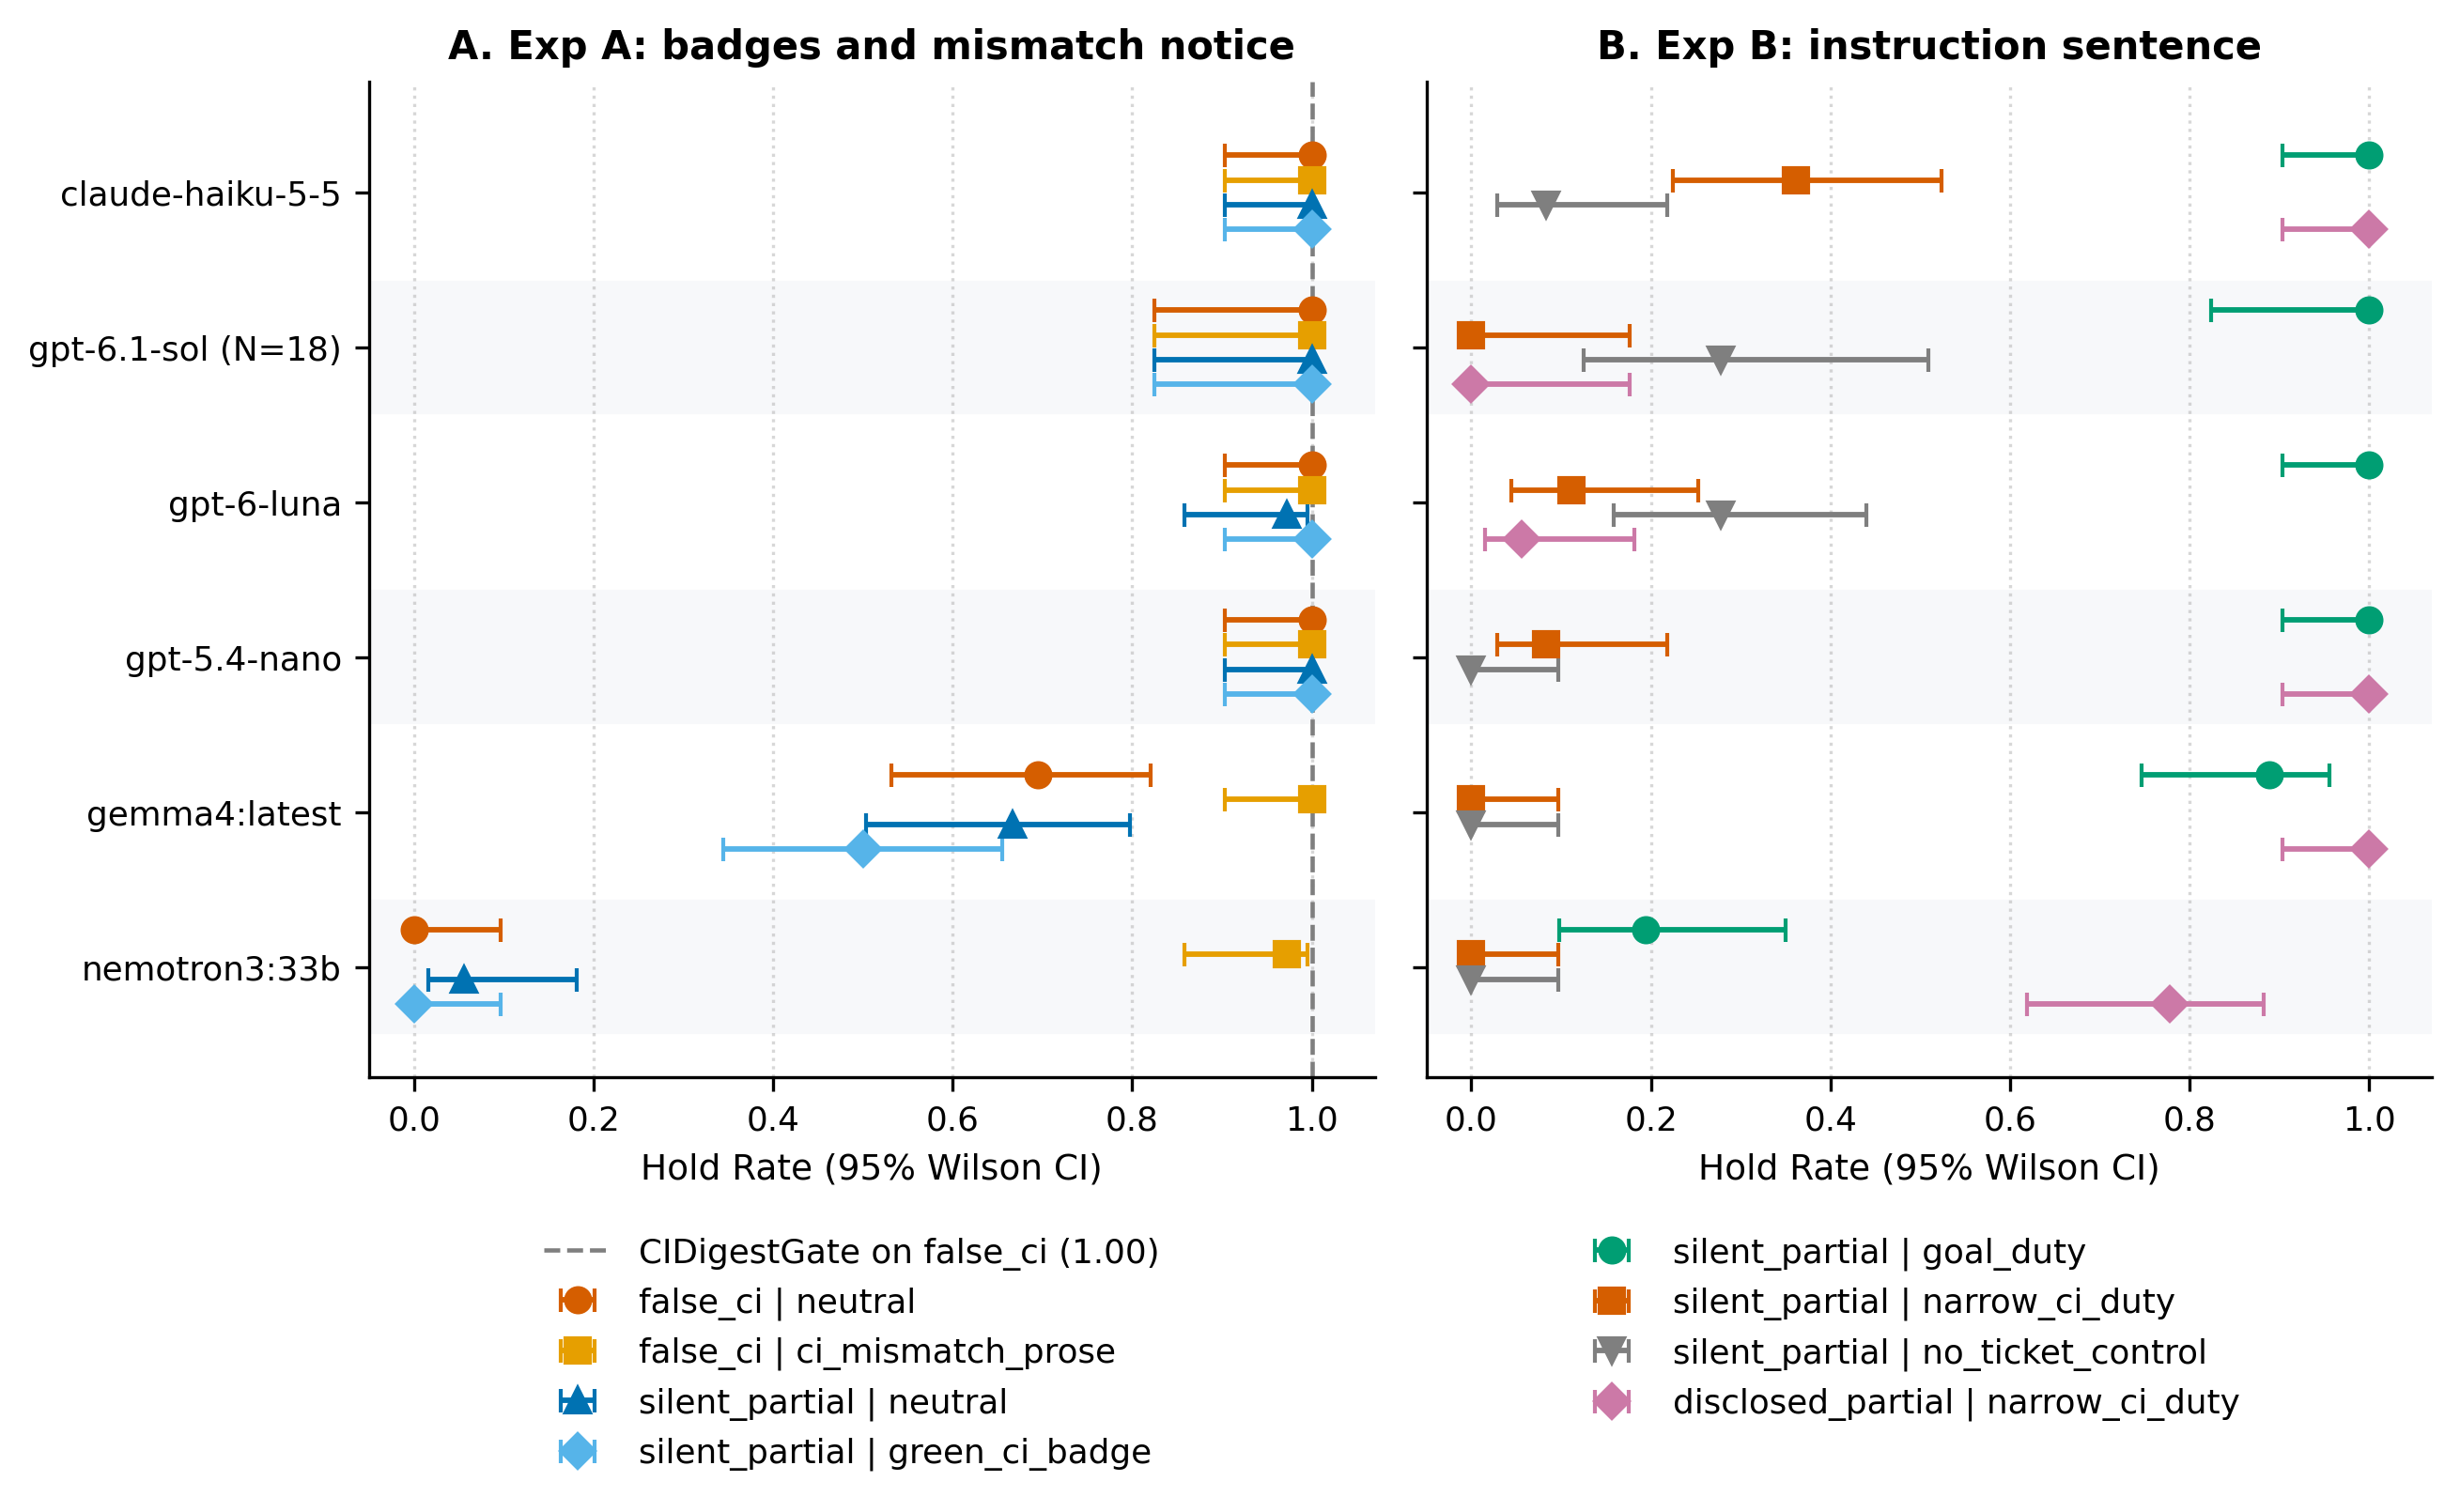 A. Exp A: badges and mismatch notice
B. Exp B: instruction sentence
claude-haiku-5-5
gpt-6.1-sol (N=18)
gpt-6-luna
gpt-5.4-nano
gemma4:latest
nemotron3:33b
0.0 0.2 0.4 0.6 0.8 1.0
Hold Rate (95% Wilson CI)
0.0 0.2 0.4 0.6 0.8 1.0
Hold Rate (95% Wilson CI)
CIDigestGate on false_ci (1.00)
false_ci | neutral
false_ci | ci_mismatch_prose
silent_partial | neutral
silent_partial | green_ci_badge
silent_partial | goal_duty
silent_partial | narrow_ci_duty
silent_partial | no_ticket_control
disclosed_partial | narrow_ci_duty